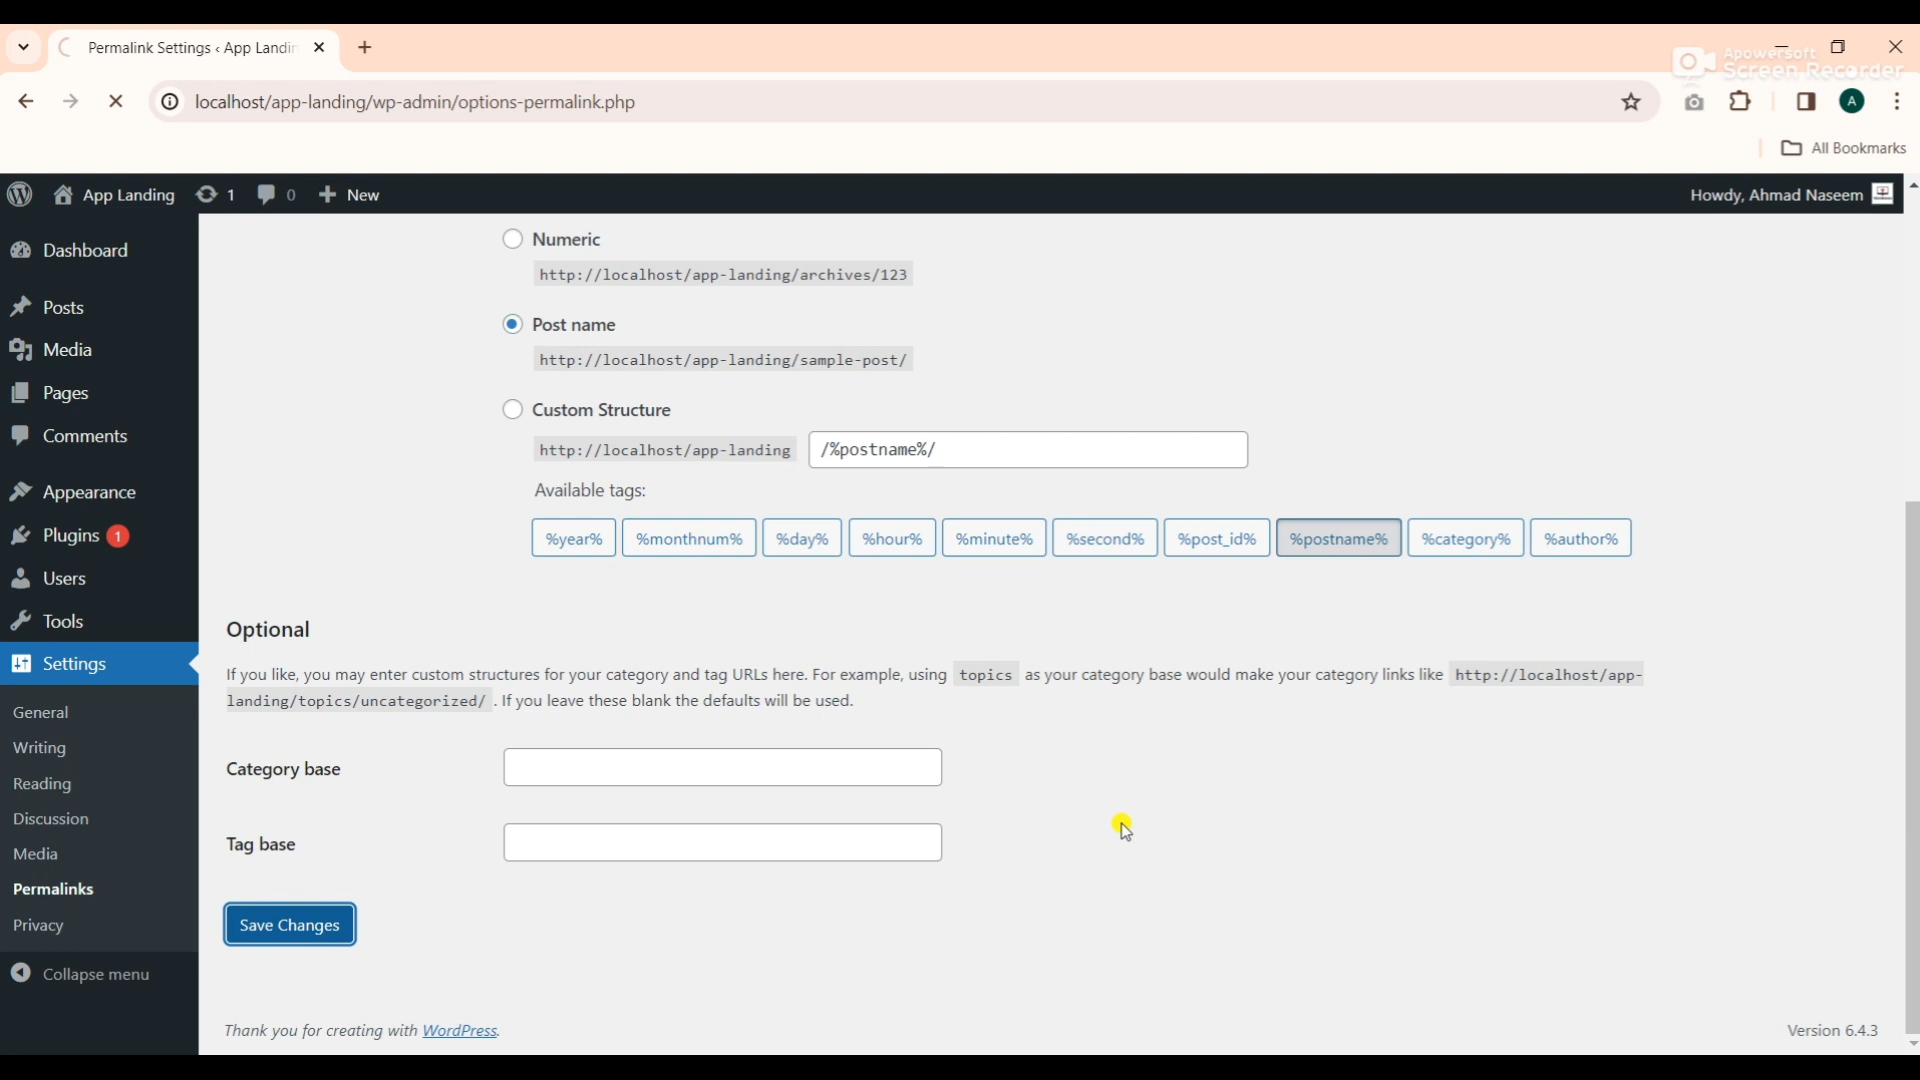 Permalink Settings ‹ App Landin
Apowersoft
Screen Recorder
localhost/app-landing/wp-admin/options-permalink.php
A
All Bookmarks
App Landing 1 0 New
Howdy, Ahmad Naseem
Dashboard
Posts
Media
Pages
Comments
Appearance
Plugins 1
Users
Tools
Settings
General
Writing
Reading
Discussion
Media
Permalinks
Privacy
Collapse menu
Numeric
http://localhost/app-landing/archives/123
Post name
http://localhost/app-landing/sample-post/
Custom Structure
http://localhost/app-landing /%postname%/
Available tags:
%year% %monthnum% %day% %hour% %minute% %second% %post_id% %postname% %category% %author%
Optional
If you like, you may enter custom structures for your category and tag URLs here. For example, using topics as your category base would make your category links like http://localhost/app-
landing/topics/uncategorized/ . If you leave these blank the defaults will be used.
Category base
Tag base
Save Changes
Thank you for creating with WordPress.
Version 6.4.3